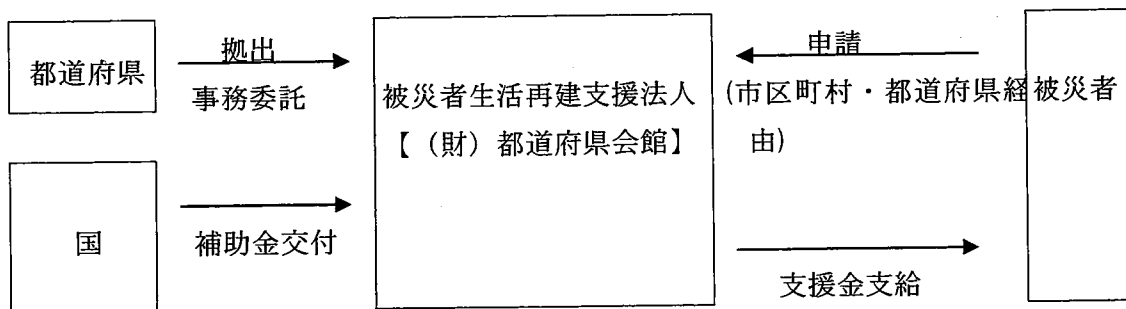 都道府県
拠出
事務委託
国
補助金交付
被災者生活再建支援法人
【（財）都道府県会館】
申請
(市区町村・都道府県経
由)
支援金支給
被災者